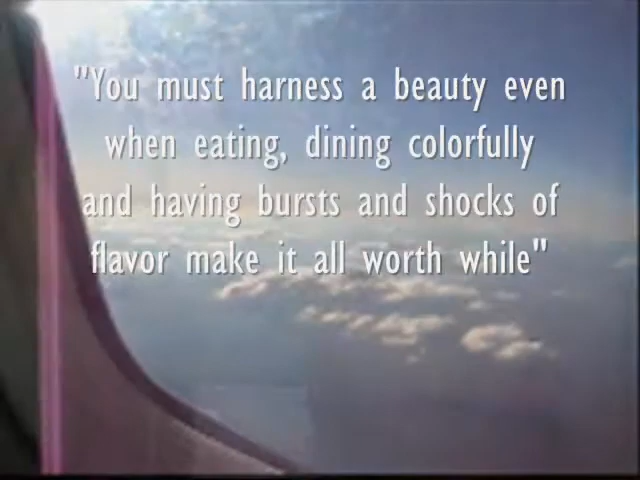 "You must harness a beauty even
when eating, dining colorfully
and having bursts and shocks of
flavor make it all worth while"